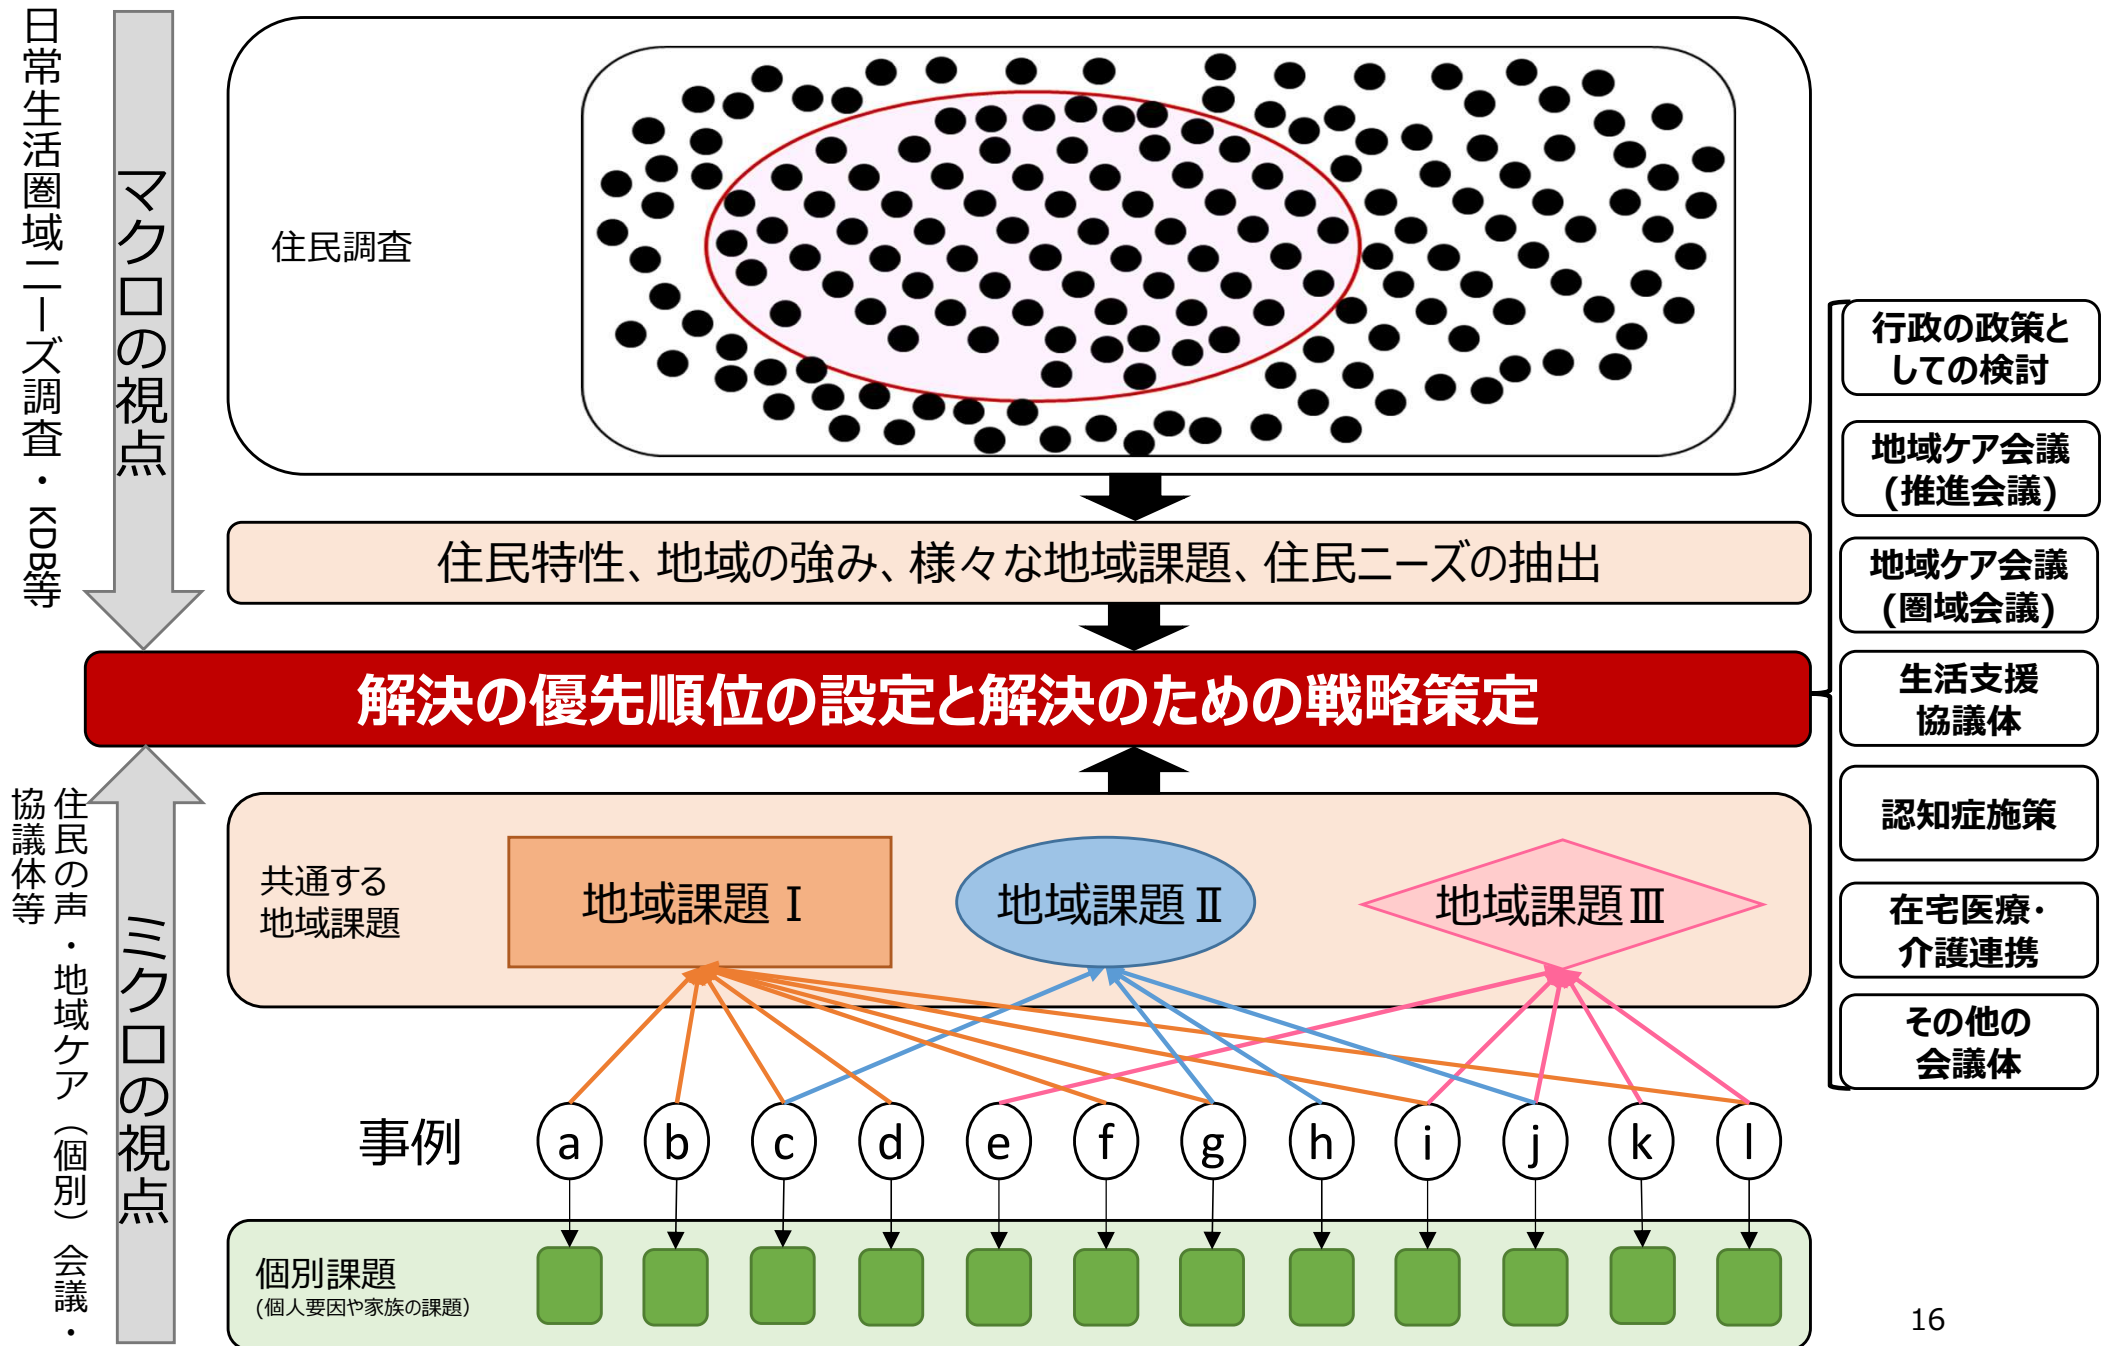 日常生活圏域ニーズ調査・KDB等
マクロの視点
住民調査
住民特性、地域の強み、様々な地域課題、住民ニーズの抽出
解決の優先順位の設定と解決のための戦略策定
住民の声・地域ケア（個別）会議・
協議体等
ミクロの視点
共通する
地域課題
地域課題Ⅰ
地域課題Ⅱ
地域課題Ⅲ
事例
a
b
c
d
e
f
g
h
i
j
k
l
個別課題
(個人要因や家族の課題）
行政の政策と
しての検討
地域ケア会議
(推進会議)
地域ケア会議
(圏域会議)
生活支援
協議体
認知症施策
在宅医療・
介護連携
その他の
会議体
16